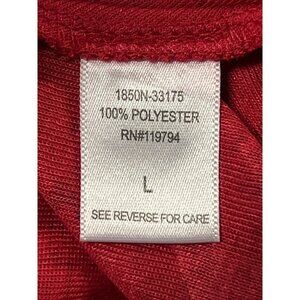 1850N-33175
100% POLYESTER
RN#119794
L
SEE REVERSE FOR CARE